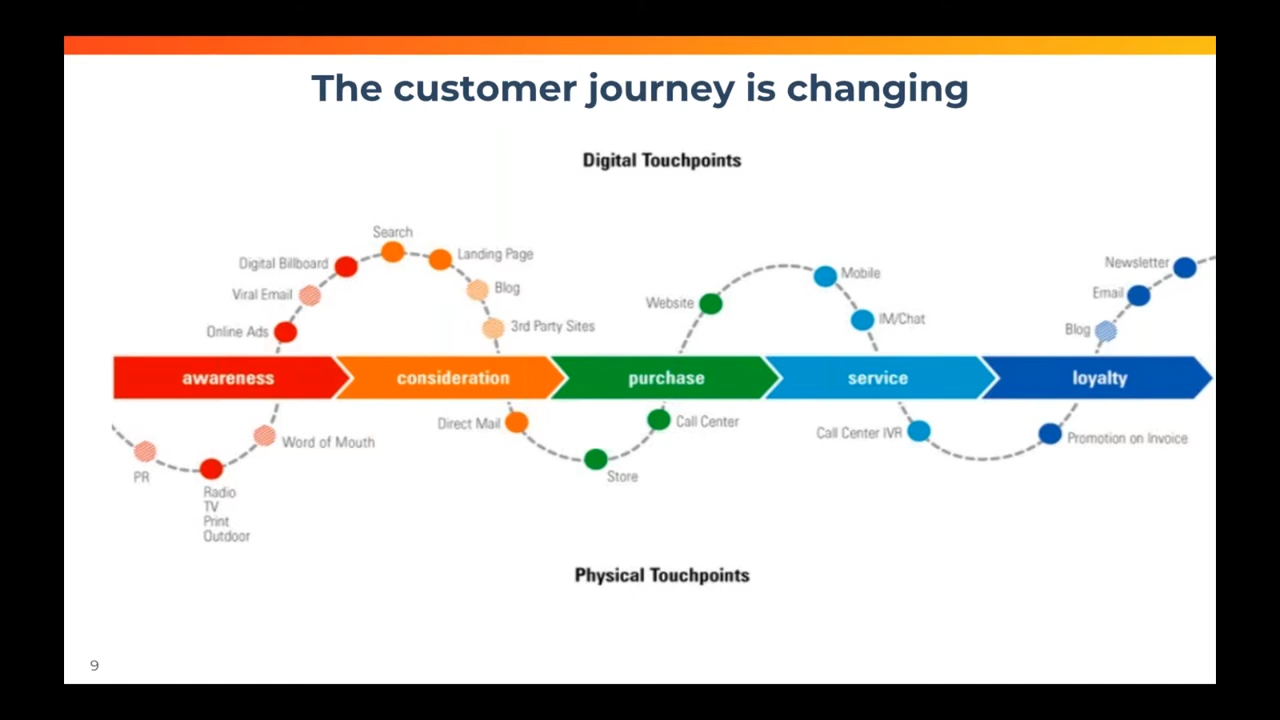 The customer journey is changing
Digital Touchpoints
Search
Digital Billboard
Landing Page
Viral Email
Blog
Online Ads
3rd Party Sites
Website
Mobile
IM/Chat
Newsletter
Email
Blog
awareness
consideration
purchase
service
loyalty
PR
Word of Mouth
Radio
TV
Print
Outdoor
Direct Mail
Store
Call Center
Call Center IVR
Promotion on Invoice
Physical Touchpoints
9